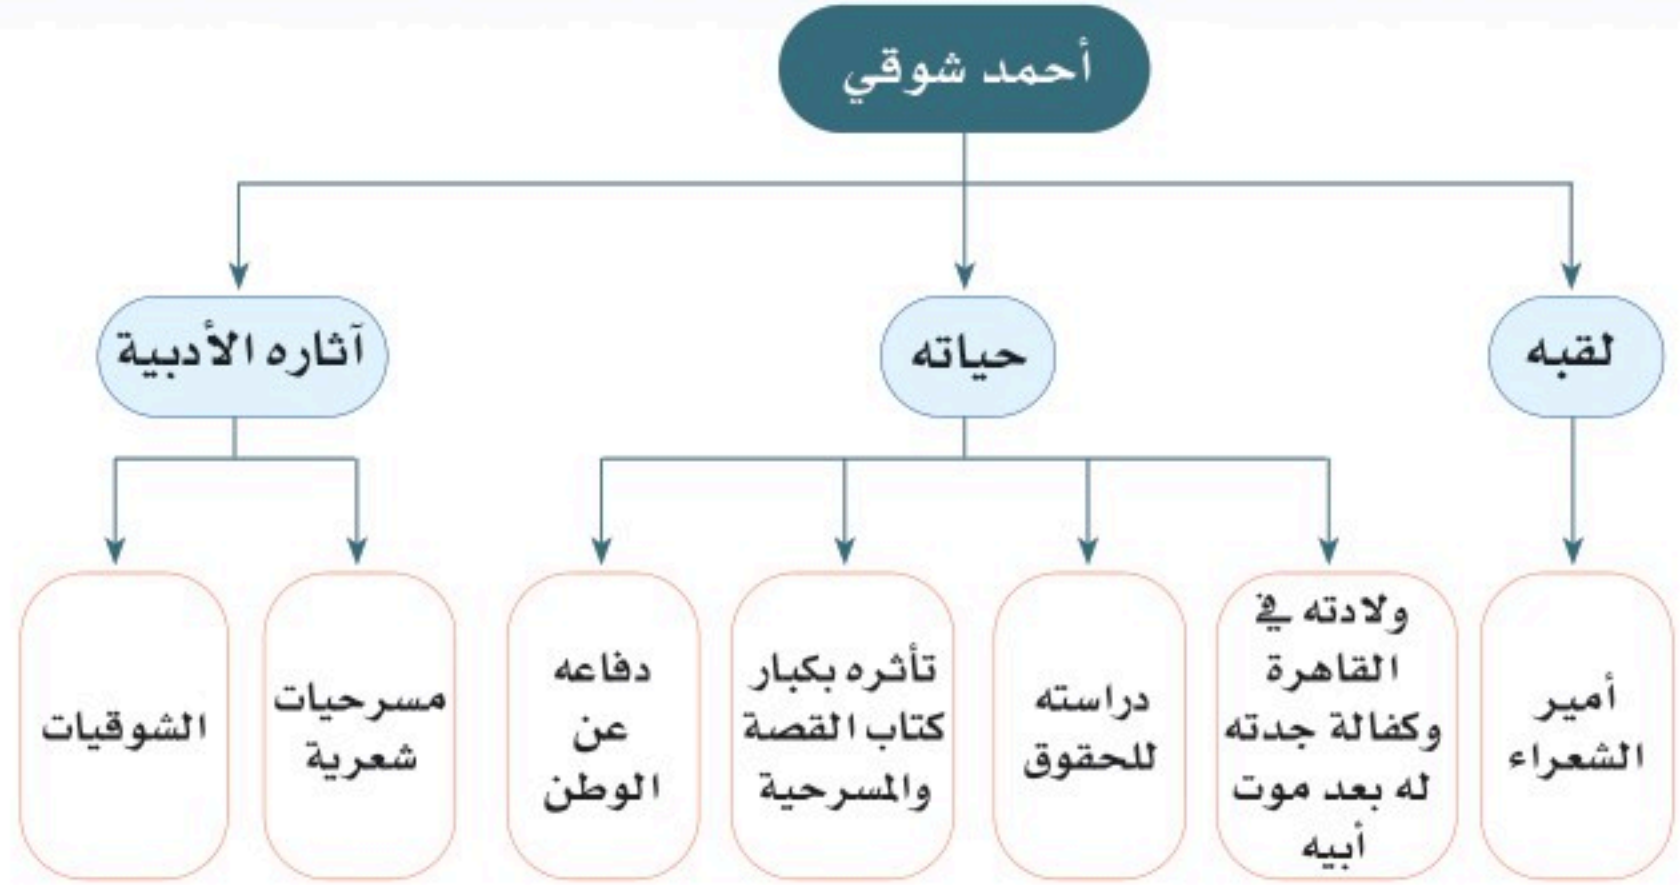 أحمد شوقي
لقبه
حياته
آثاره الأدبية
أمير
الشعراء
ولادته في
القاهرة
وكفالة جدته
له بعد موت
أبيه
دراسته
للحقوق
تأثره بكبار
كتاب القصة
والمسرحية
دفاعه
عن
الوطن
مسرحيات
شعرية
الشوقيات